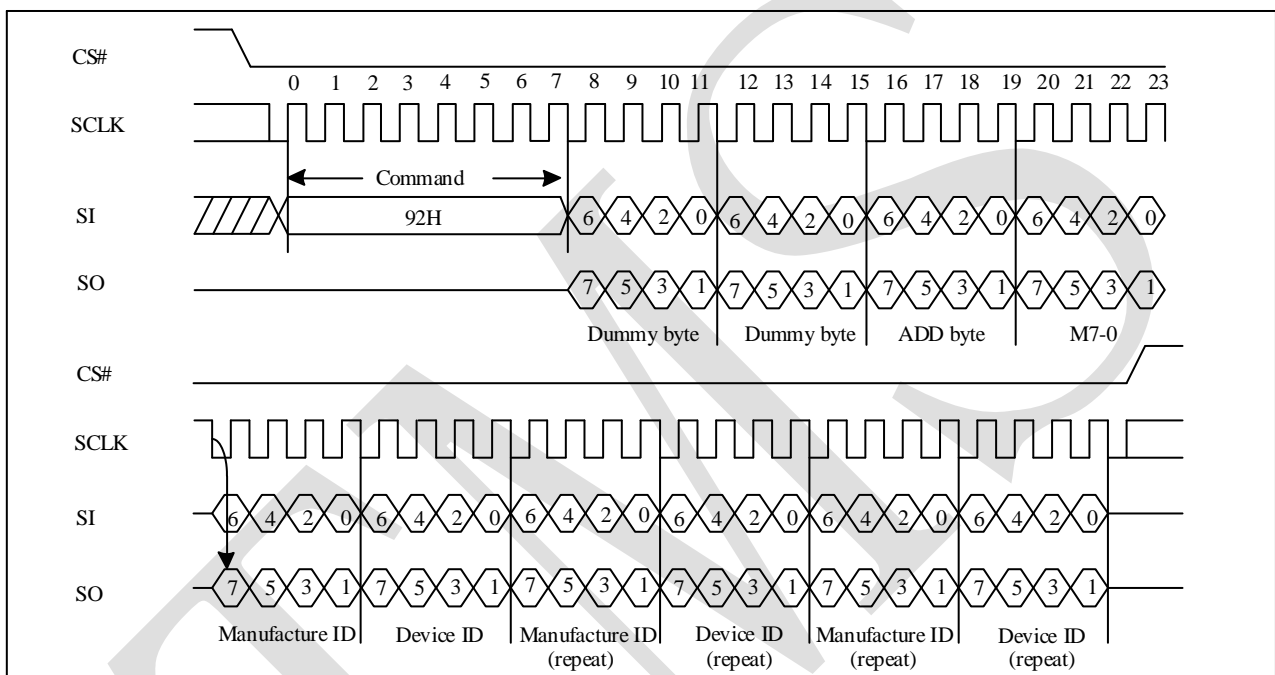 CS#
0 1 2 3 4 5 6 7 8 9 10 11 12 13 14 15 16 17 18 19 20 21 22 23
SCLK
Command
SI 92H 6 4 2 0 6 4 2 0 6 4 2 0 6 4 2 0
SO 7 5 3 1 7 5 3 1 7 5 3 1 7 5 3 1
Dummy byte Dummy byte ADD byte M7-0
CS#
SCLK
SI 6 4 2 0 6 4 2 0 6 4 2 0 6 4 2 0 6 4 2 0 6 4 2 0
SO 7 5 3 1 7 5 3 1 7 5 3 1 7 5 3 1 7 5 3 1 7 5 3 1
Manufacture ID Device ID Manufacture ID Device ID Manufacture ID Device ID
(repeat) (repeat) (repeat) (repeat)